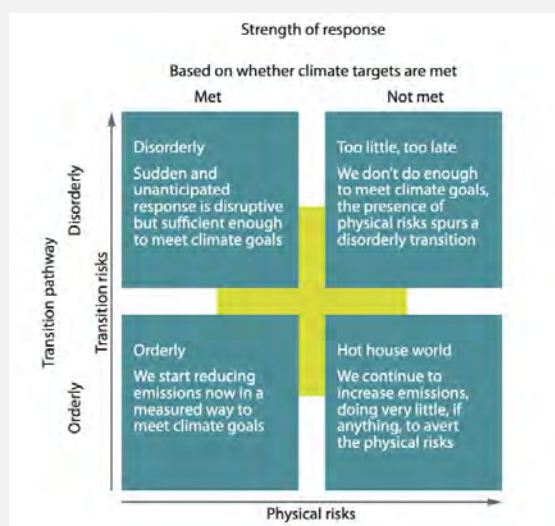 Strength of response
Based on whether climate targets are met
Met
Not met
Disorderly
Sudden and
unanticipated
response is disruptive
but sufficient enough
to meet climate goals
Too little, too late
We don't do enough
to meet climate goals,
the presence of
physical risks spurs a
disorderly transition
Transition pathway
Disorderly
Orderly
Transition risks
Orderly
We start reducing
emissions now in a
measured way to
meet climate goals
Hot house world
We continue to
increase emissions,
doing very little, if
anything, to avert
the physical risks
Physical risks